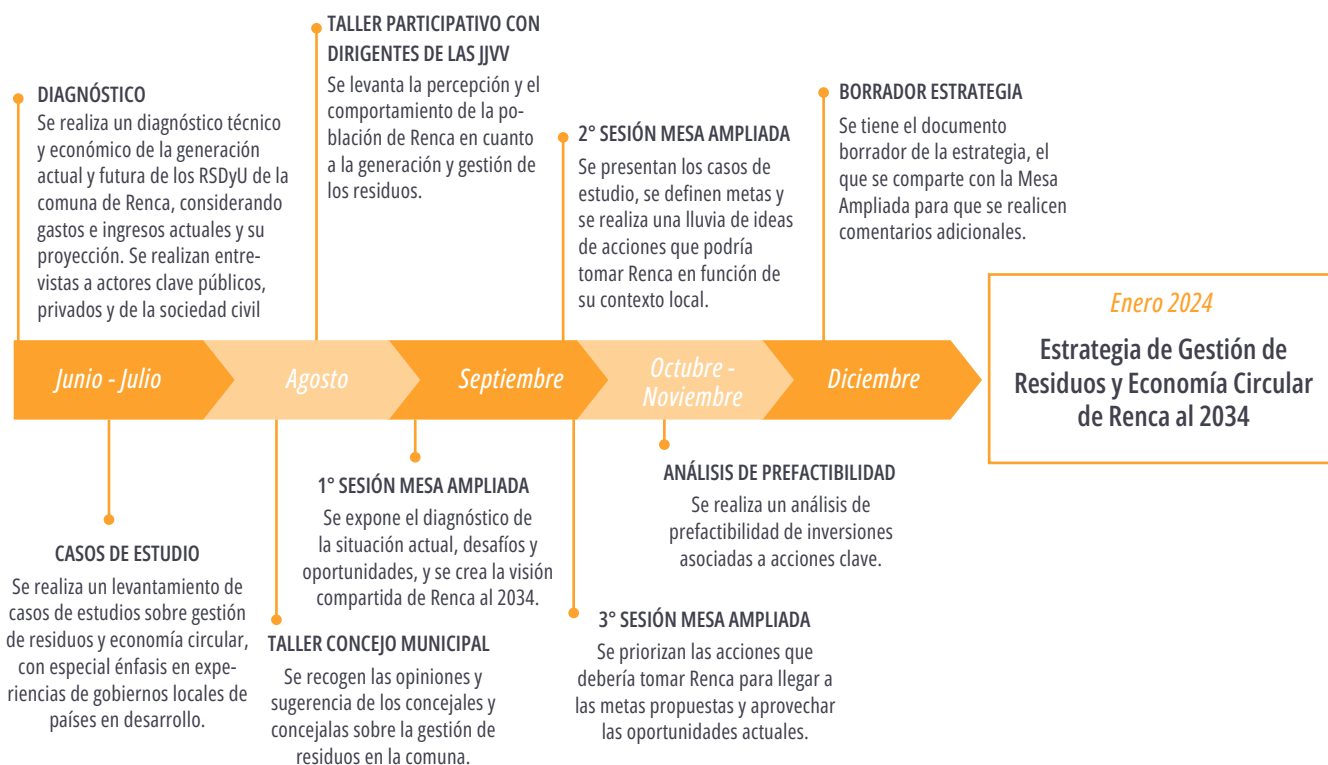 TALLER PARTICIPATIVO CON
DIRIGENTES DE LAS JJVV
Se levanta la percepción y el
comportamiento de la po-
blación de Renca en cuanto
a la generación y gestión de
los residuos.
DIAGNÓSTICO
Se realiza un diagnóstico técnico
y económico de la generación
actual y futura de los RSDyU de la
comuna de Renca, considerando
gastos e ingresos actuales y su
proyección. Se realizan entre-
vistas a actores clave públicos,
privados y de la sociedad civil
2° SESIÓN MESA AMPLIADA
Se presentan los casos de
estudio, se definen metas y
se realiza una lluvia de ideas
de acciones que podría
tomar Renca en función de
su contexto local.
BORRADOR ESTRATEGIA
Se tiene el documento
borrador de la estrategia, el
que se comparte con la Mesa
Ampliada para que se realicen
comentarios adicionales.
Junio - Julio
Agosto
Septiembre
Octubre -
Noviembre
Diciembre
Enero 2024
Estrategia de Gestión de
Residuos y Economía Circular
de Renca al 2034
CASOS DE ESTUDIO
Se realiza un levantamiento de
casos de estudios sobre gestión
de residuos y economía circular,
con especial énfasis en expe-
riencias de gobiernos locales de
países en desarrollo.
1° SESIÓN MESA AMPLIADA
Se expone el diagnóstico de
la situación actual, desafíos y
oportunidades, y se crea la visión
compartida de Renca al 2034.
TALLER CONCEJO MUNICIPAL
Se recogen las opiniones y
sugerencia de los concejales y
concejalas sobre la gestión de
residuos en la comuna.
ANÁLISIS DE PREFACTIBILIDAD
Se realiza un análisis de
prefactibilidad de inversiones
asociadas a acciones clave.
3° SESIÓN MESA AMPLIADA
Se priorizan las acciones que
debería tomar Renca para llegar a
las metas propuestas y aprovechar
las oportunidades actuales.